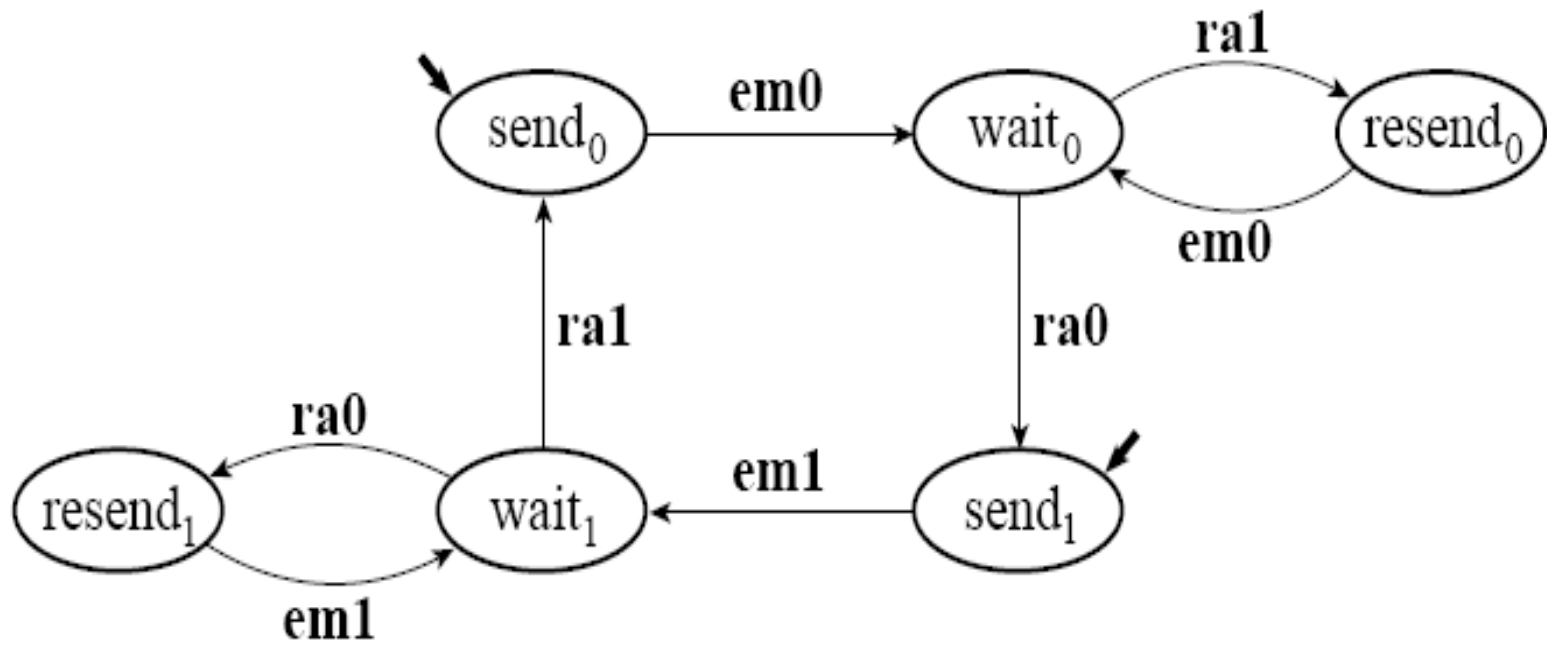 ra1
em0
send₀
wait₀
resend₀
em0
ra1
ra0
ra0
em1
resend₁
wait₁
send₁
em1